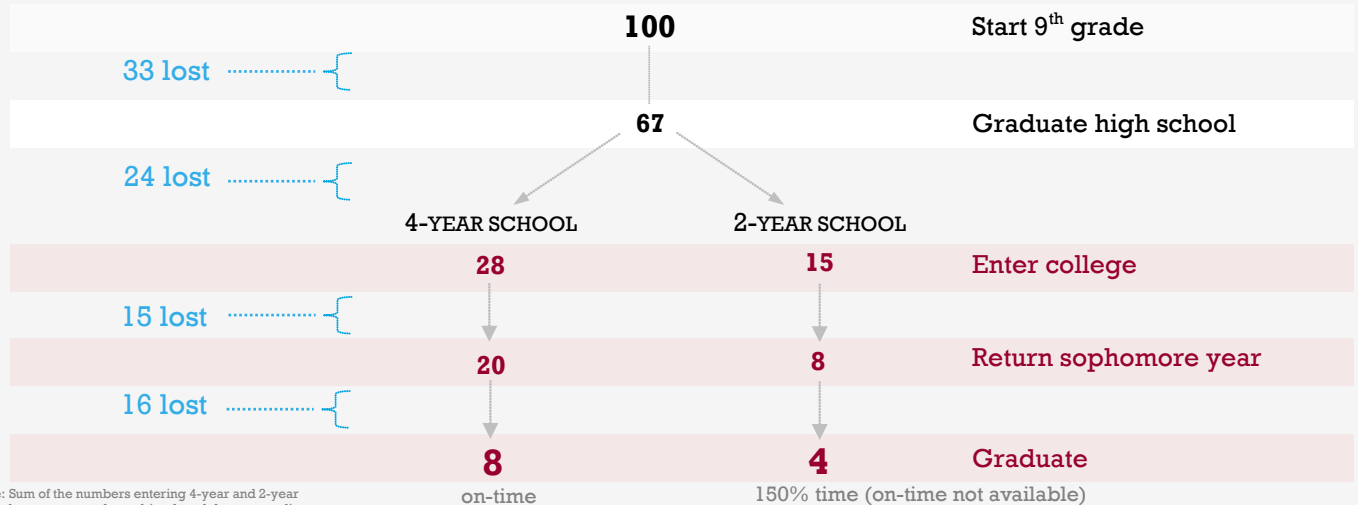 100 Start 9th grade
33 lost
67 Graduate high school
24 lost
4-YEAR SCHOOL 2-YEAR SCHOOL
28 15 Enter college
15 lost
20 8 Return sophomore year
16 lost
8 4 Graduate
: Sum of the numbers entering 4-year and 2-year
on-time 150% time (on-time not available)